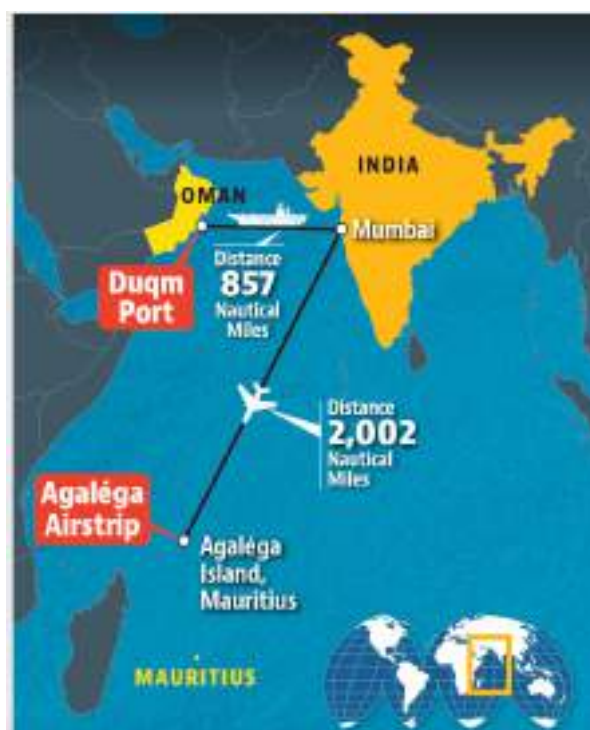 INDIA
OMAN
Mumbai
Duqm
Port
Distance
857
Nautical
Miles
Distance
2,002
Nautical
Miles
Agaléga
Airstrip
Agaléga
Island,
Mauritius
MAURITIUS